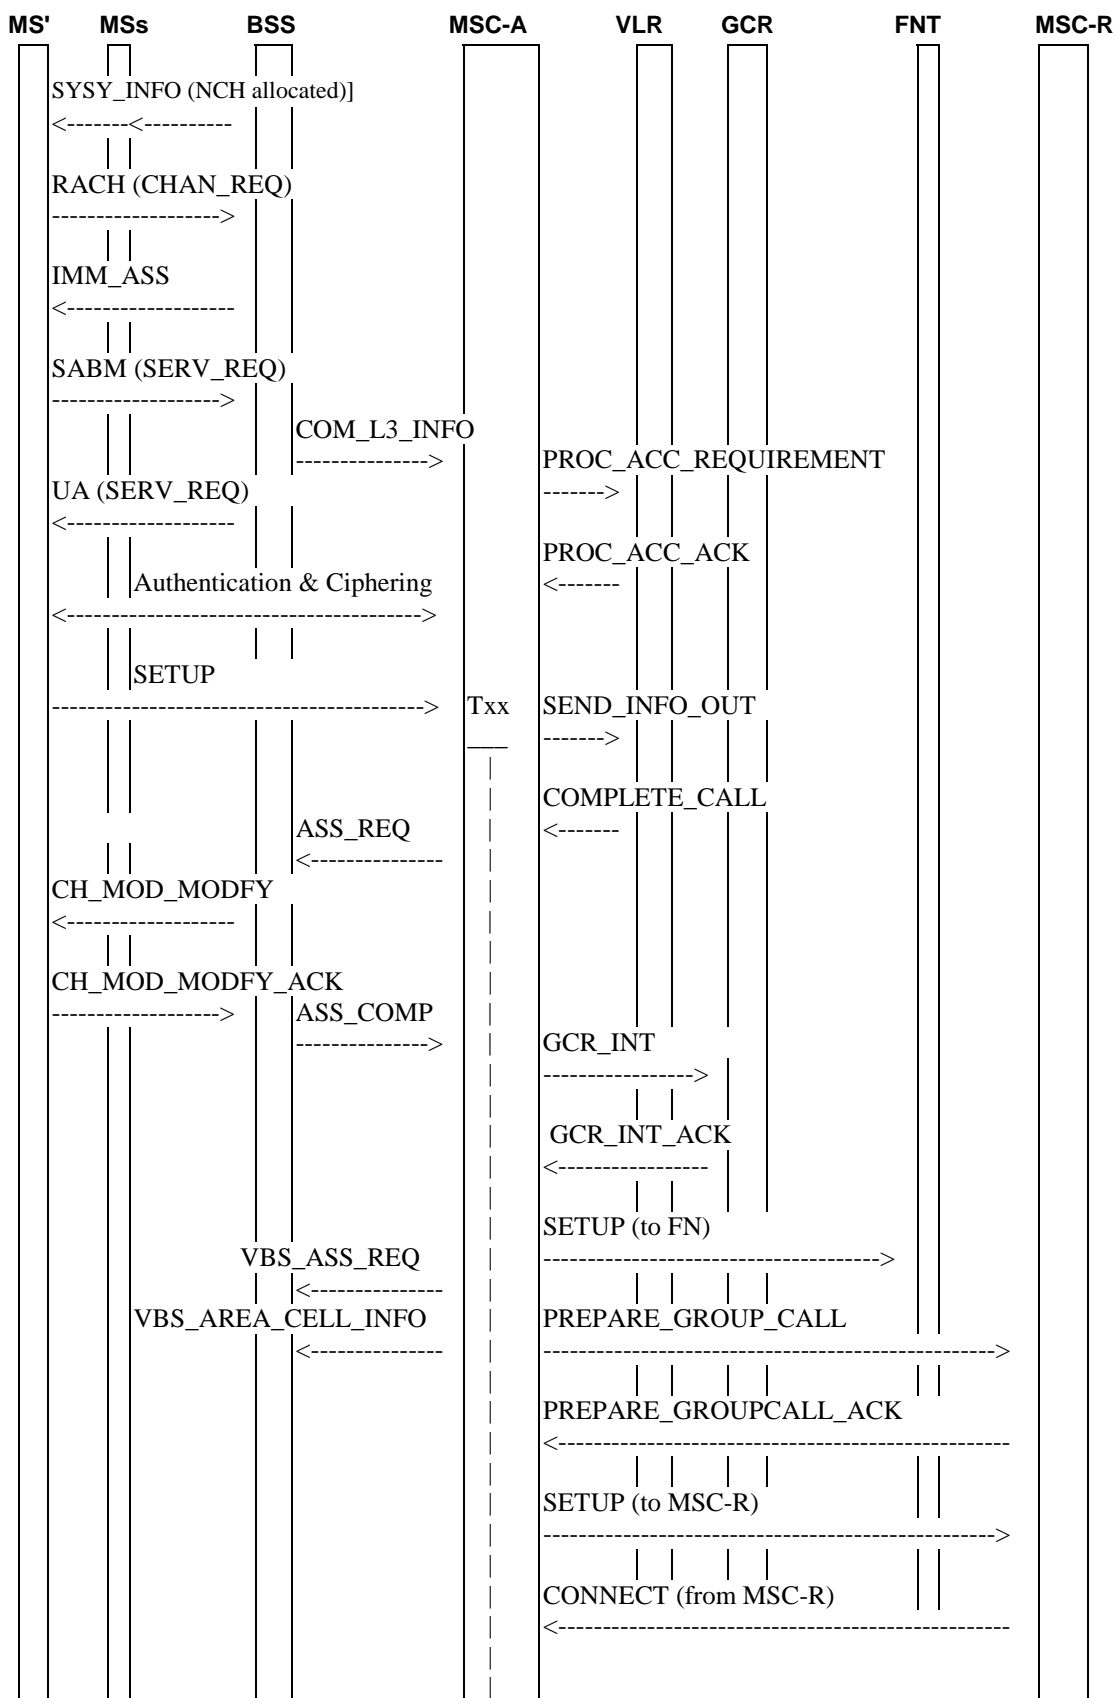 MS' MSs BSS MSC-A VLR GCR FNT MSC-R
SYSY_INFO (NCH allocated)]
<-------<----------
RACH (CHAN_REQ)
------------------->
IMM_ASS
<-------------------
SABM (SERV_REQ)
------------------->
COM_L3_INFO
---------------> PROC_ACC_REQUIREMENT
UA (SERV_REQ) ------->
<-------------------
PROC_ACC_ACK
Authentication & Ciphering <-------
<---------------------------------------->
SETUP
------------------------------------------> Txx SEND_INFO_OUT
___ ------->
|
| COMPLETE_CALL
ASS_REQ | <-------
<---------------
CH_MOD_MODFY |
<------------------- |
|
CH_MOD_MODFY_ACK |
-------------------> ASS_COMP |
---------------> | GCR_INT
| ----------------->
|
| GCR_INT_ACK
| <-----------------
|
| SETUP (to FN)
VBS_ASS_REQ | -------------------------------------->
<--------------- |
VBS_AREA_CELL_INFO | PREPARE_GROUP_CALL
<--------------- | --------------------------------------------------->
|
| PREPARE_GROUPCALL_ACK
| <---------------------------------------------------
|
| SETUP (to MSC-R)
| --------------------------------------------------->
|
| CONNECT (from MSC-R)
| <---------------------------------------------------
|
|